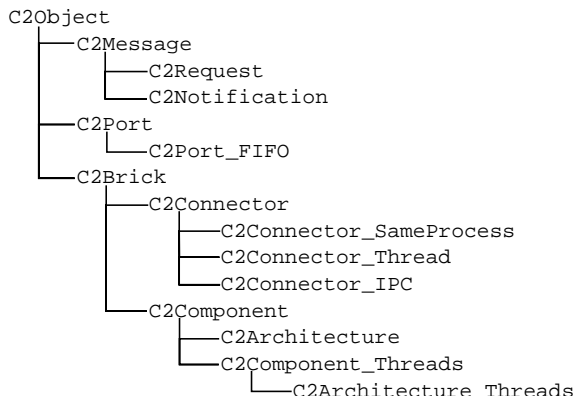 C2Object
C2Message
C2Request
C2Notification
C2Port
C2Port_FIFO
C2Brick
C2Connector
C2Connector_SameProcess
C2Connector_Thread
C2Connector_IPC
C2Component
C2Architecture
C2Component_Threads
C2Architecture_Threads